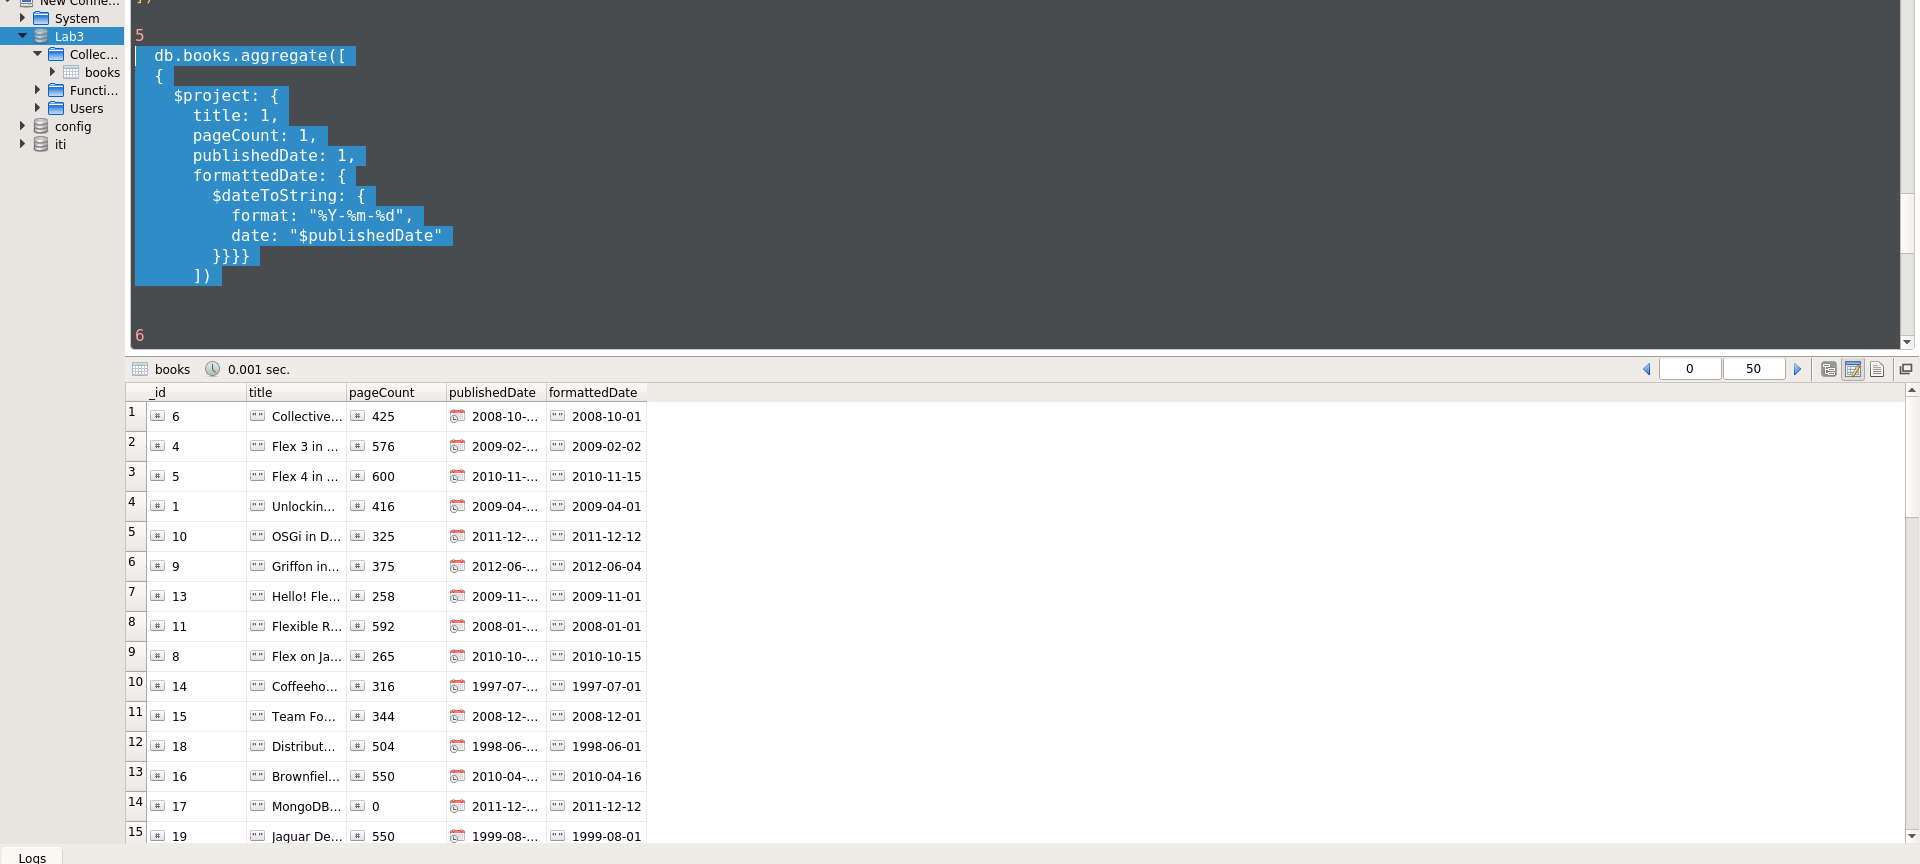 New Conne...
System
Lab3
Collec...
books
Functi...
Users
config
iti
])
5
db.books.aggregate([
{
$project: {
title: 1,
pageCount: 1,
publishedDate: 1,
formattedDate: {
$dateToString: {
format: "%Y-%m-%d",
date: "$publishedDate"
}}}}
])
6
books 0.001 sec. 0 50
_id title pageCount publishedDate formattedDate
1 6 Collective... 425 2008-10-... 2008-10-01
2 4 Flex 3 in ... 576 2009-02-... 2009-02-02
3 5 Flex 4 in ... 600 2010-11-... 2010-11-15
4 1 Unlockin... 416 2009-04-... 2009-04-01
5 10 OSGi in D... 325 2011-12-... 2011-12-12
6 9 Griffon in... 375 2012-06-... 2012-06-04
7 13 Hello! Fle... 258 2009-11-... 2009-11-01
8 11 Flexible R... 592 2008-01-... 2008-01-01
9 8 Flex on Ja... 265 2010-10-... 2010-10-15
10 14 Coffeeho... 316 1997-07-... 1997-07-01
11 15 Team Fo... 344 2008-12-... 2008-12-01
12 18 Distribut... 504 1998-06-... 1998-06-01
13 16 Brownfiel... 550 2010-04-... 2010-04-16
14 17 MongoDB... 0 2011-12-... 2011-12-12
15 19 Jaguar De... 550 1999-08-... 1999-08-01
Logs